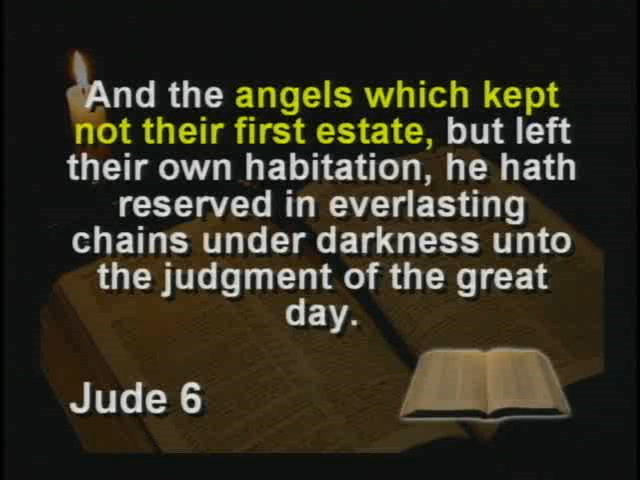 And the angels which kept
not their first estate, but left
their own habitation, he hath
reserved in everlasting
chains under darkness unto
the judgment of the great
day.
Jude 6